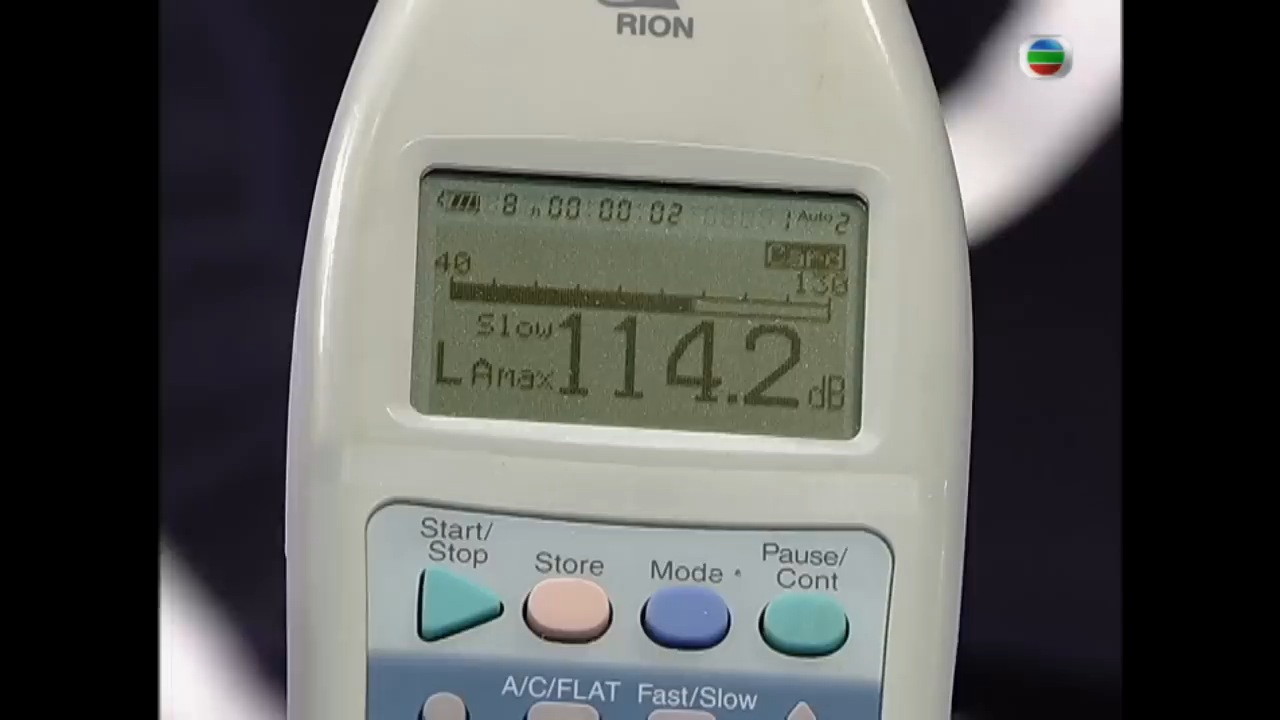 RION
8 h 00:00:02 Auto 2
Card
40
130
Slow
LAmax 114.2 dB
Start/
Stop
Store
Mode
Pause/
Cont
A/C/FLAT Fast/Slow